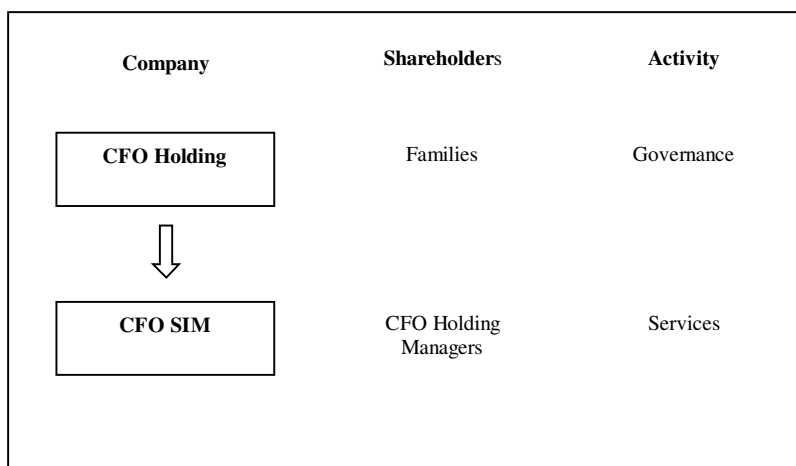 Company Shareholders Activity
CFO Holding Families Governance
CFO SIM CFO Holding Services
Managers